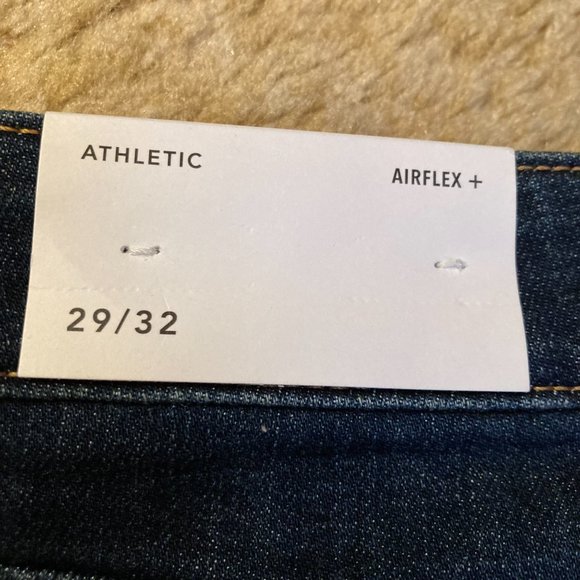 ATHLETIC
AIRFLEX +
29/32